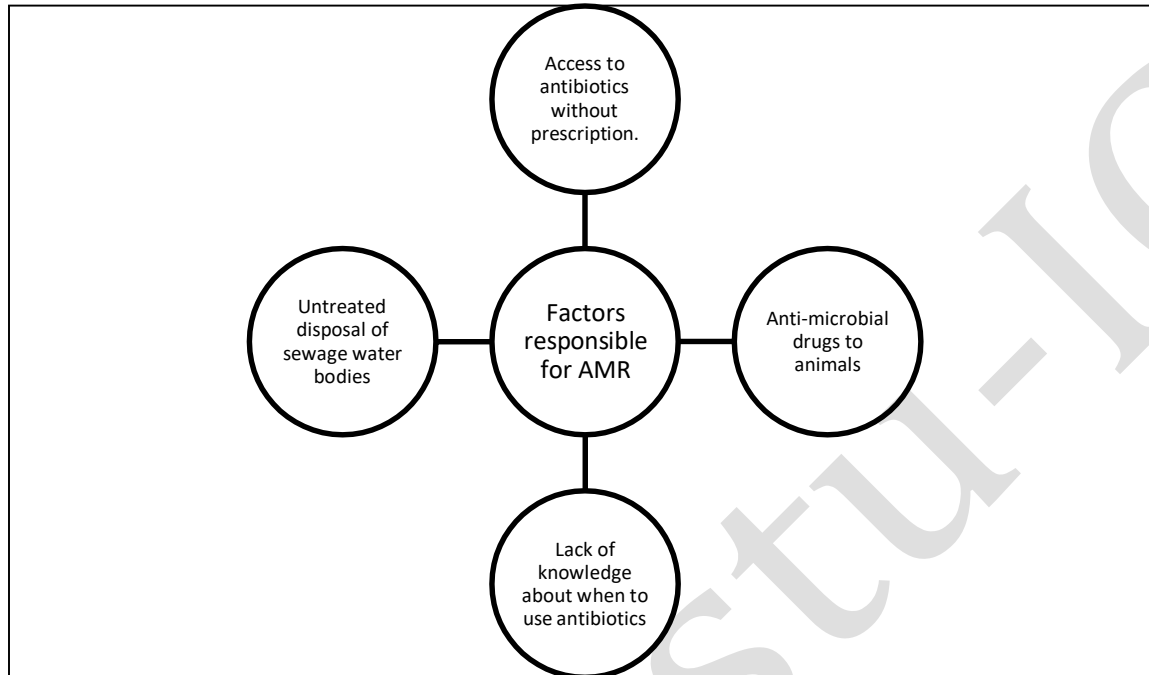 Access to
antibiotics
without
prescription.
Untreated
disposal of
sewage water
bodies
Factors
responsible
for AMR
Anti-microbial
drugs to
animals
Lack of
knowledge
about when to
use antibiotics